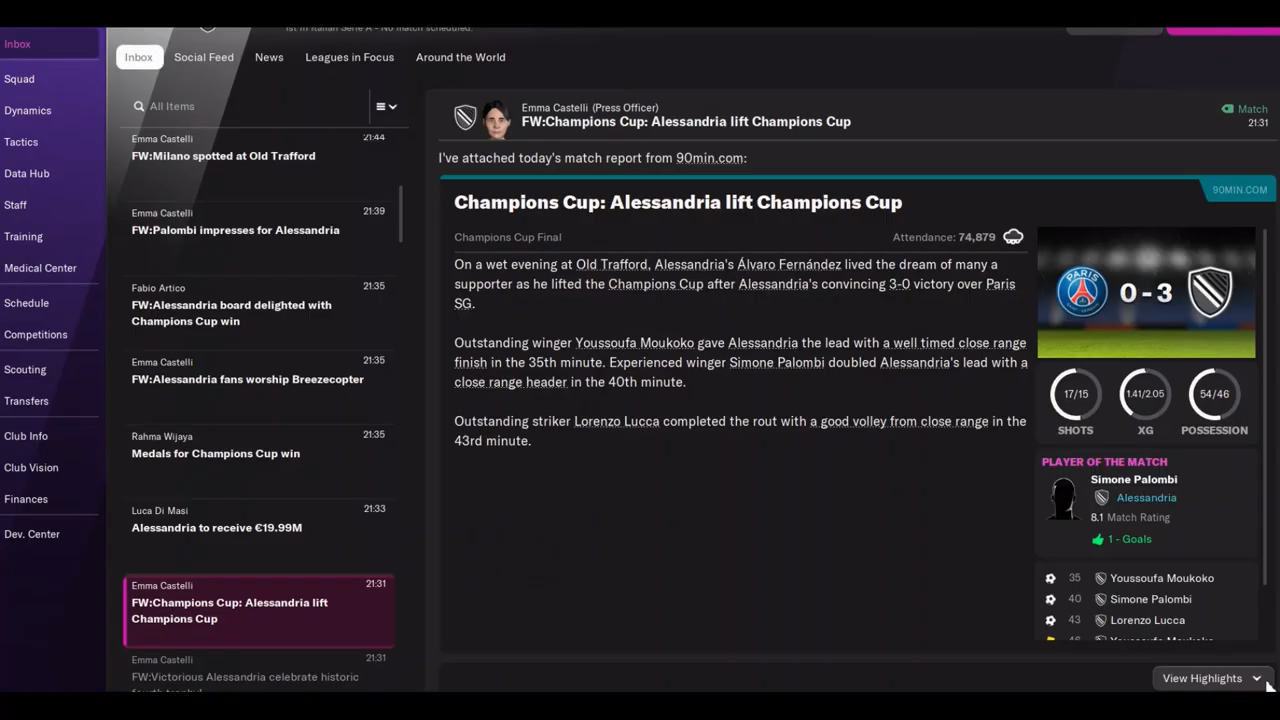 1st in Italian Serie A - No match scheduled.
Inbox
Squad
Dynamics
Tactics
Data Hub
Staff
Training
Medical Center
Schedule
Competitions
Scouting
Transfers
Club Info
Club Vision
Finances
Dev. Center
Inbox
Social Feed
News
Leagues in Focus
Around the World
All Items
Emma Castelli 21:44
FW:Milano spotted at Old Trafford
Emma Castelli 21:39
FW:Palombi impresses for Alessandria
Fabio Artico 21:35
FW:Alessandria board delighted with
Champions Cup win
Emma Castelli 21:35
FW:Alessandria fans worship Breezecopter
Rahma Wijaya 21:35
Medals for Champions Cup win
Luca Di Masi 21:33
Alessandria to receive €19.99M
Emma Castelli 21:31
FW:Champions Cup: Alessandria lift
Champions Cup
Emma Castelli 21:31
FW:Victorious Alessandria celebrate historic
fourth trophy!
Emma Castelli (Press Officer)
FW:Champions Cup: Alessandria lift Champions Cup
Match
21:31
I've attached today's match report from 90min.com:
90MIN.COM
Champions Cup: Alessandria lift Champions Cup
Champions Cup Final
Attendance: 74,879
On a wet evening at Old Trafford, Alessandria's Álvaro Fernández lived the dream of many a
supporter as he lifted the Champions Cup after Alessandria's convincing 3-0 victory over Paris
SG.
Outstanding winger Youssoufa Moukoko gave Alessandria the lead with a well timed close range
finish in the 35th minute. Experienced winger Simone Palombi doubled Alessandria's lead with a
close range header in the 40th minute.
Outstanding striker Lorenzo Lucca completed the rout with a good volley from close range in the
43rd minute.
PARIS
0-3
17/15
1.41/2.05
54/46
SHOTS
XG
POSSESSION
PLAYER OF THE MATCH
Simone Palombi
Alessandria
8.1 Match Rating
1 - Goals
35 Youssoufa Moukoko
40 Simone Palombi
43 Lorenzo Lucca
46 Youssoufa Moukoko
View Highlights